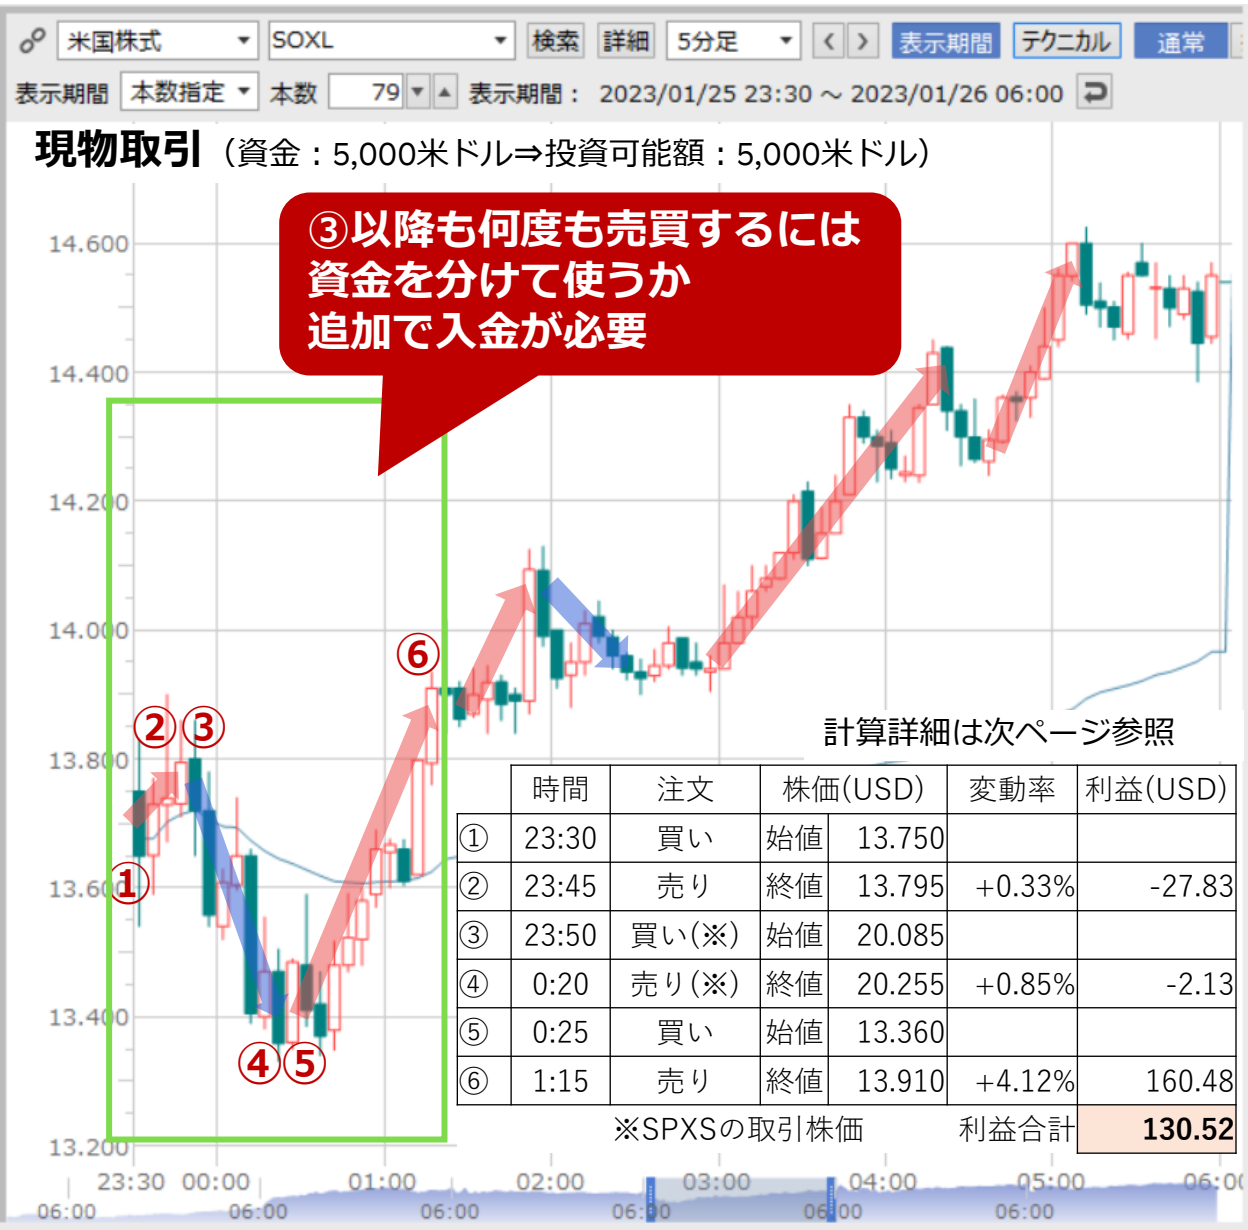 米国株式 SOXL 検索 詳細 5分足 表示期間 テクニカル 通常
表示期間 本数指定 本数 79 表示期間： 2023/01/25 23:30 ～ 2023/01/26 06:00
現物取引（資金：5,000米ドル⇒投資可能額：5,000米ドル）
③以降も何度も売買するには
資金を分けて使うか
追加で入金が必要
14.600
14.400
14.200
14.000
13.800
13.600
13.400
13.200
①
②
③
④
⑤
⑥
計算詳細は次ページ参照
時間 注文 株価(USD) 変動率 利益(USD)
① 23:30 買い 始値 13.750
② 23:45 売り 終値 13.795 +0.33% -27.83
③ 23:50 買い(※) 始値 20.085
④ 0:20 売り(※) 終値 20.255 +0.85% -2.13
⑤ 0:25 買い 始値 13.360
⑥ 1:15 売り 終値 13.910 +4.12% 160.48
※SPXSの取引株価 利益合計 130.52
23:30 00:00 01:00 02:00 03:00 04:00 05:00 06:0
06:00 06:00 06:00 06:00 06:00 06:00